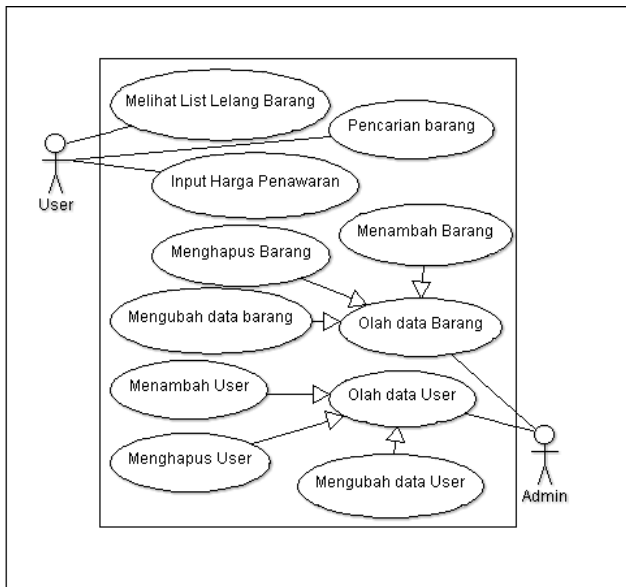 Melihat List Lelang Barang
Pencarian barang
User
Input Harga Penawaran
Menambah Barang
Menghapus Barang
Mengubah data barang
Olah data Barang
Menambah User
Olah data User
Menghapus User
Mengubah data User
Admin